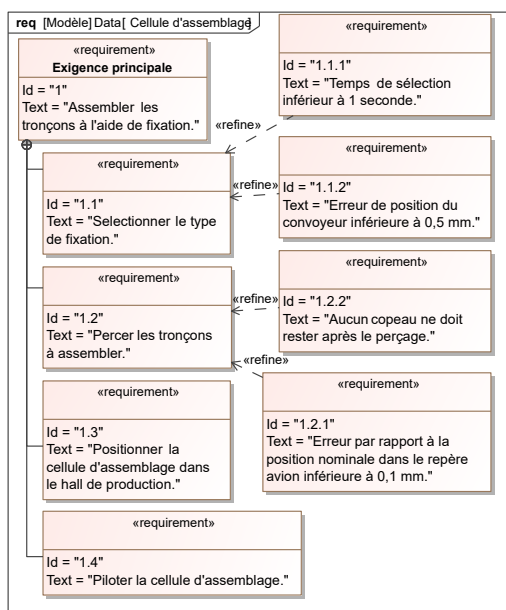 req [Modèle] Data[ Cellule d'assemblage]
«requirement»
Exigence principale
Id = "1"
Text = "Assembler les
tronçons à l'aide de fixation."
«requirement»
Id = "1.1.1"
Text = "Temps de sélection
inférieur à 1 seconde."
«refine»
«requirement»
Id = "1.1"
Text = "Selectionner le type
de fixation."
«requirement»
«refine»
Id = "1.1.2"
Text = "Erreur de position du
convoyeur inférieure à 0,5 mm."
«requirement»
Id = "1.2"
Text = "Percer les tronçons
à assembler."
«requirement»
«refine»
Id = "1.2.2"
Text = "Aucun copeau ne doit
rester après le perçage."
«refine»
«requirement»
Id = "1.3"
Text = "Positionner la
cellule d'assemblage dans
le hall de production."
«requirement»
Id = "1.2.1"
Text = "Erreur par rapport à la
position nominale dans le repère
avion inférieure à 0,1 mm."
«requirement»
Id = "1.4"
Text = "Piloter la cellule d'assemblage."